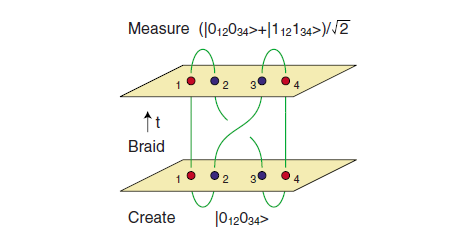 Measure (|0₁₂0₃₄>+|1₁₂1₃₄>)/√2
1 2 3 4
t
Braid
1 2 3 4
Create |0₁₂0₃₄>